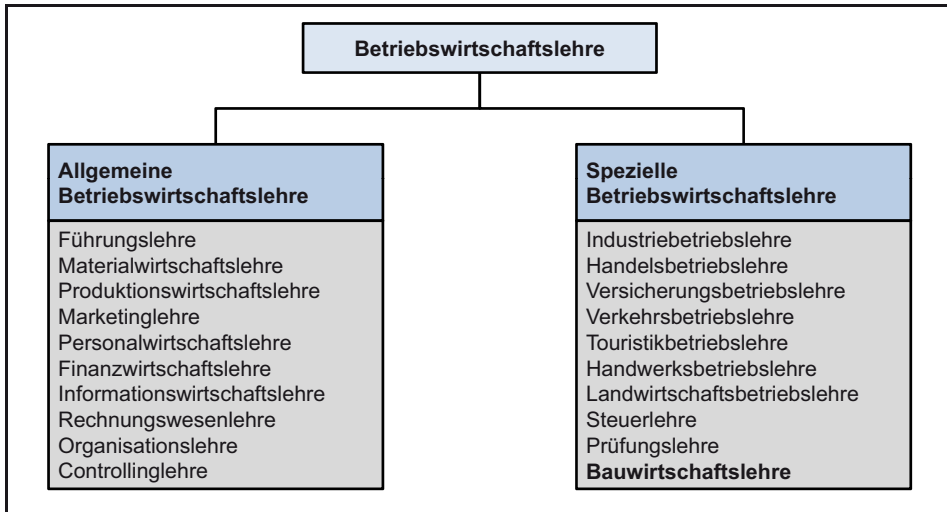 Betriebswirtschaftslehre
Allgemeine
Betriebswirtschaftslehre
Führungslehre
Materialwirtschaftslehre
Produktionswirtschaftslehre
Marketinglehre
Personalwirtschaftslehre
Finanzwirtschaftslehre
Informationswirtschaftslehre
Rechnungswesenlehre
Organisationslehre
Controllinglehre
Spezielle
Betriebswirtschaftslehre
Industriebetriebslehre
Handelsbetriebslehre
Versicherungsbetriebslehre
Verkehrsbetriebslehre
Touristikbetriebslehre
Handwerksbetriebslehre
Landwirtschaftsbetriebslehre
Steuerlehre
Prüfungslehre
Bauwirtschaftslehre